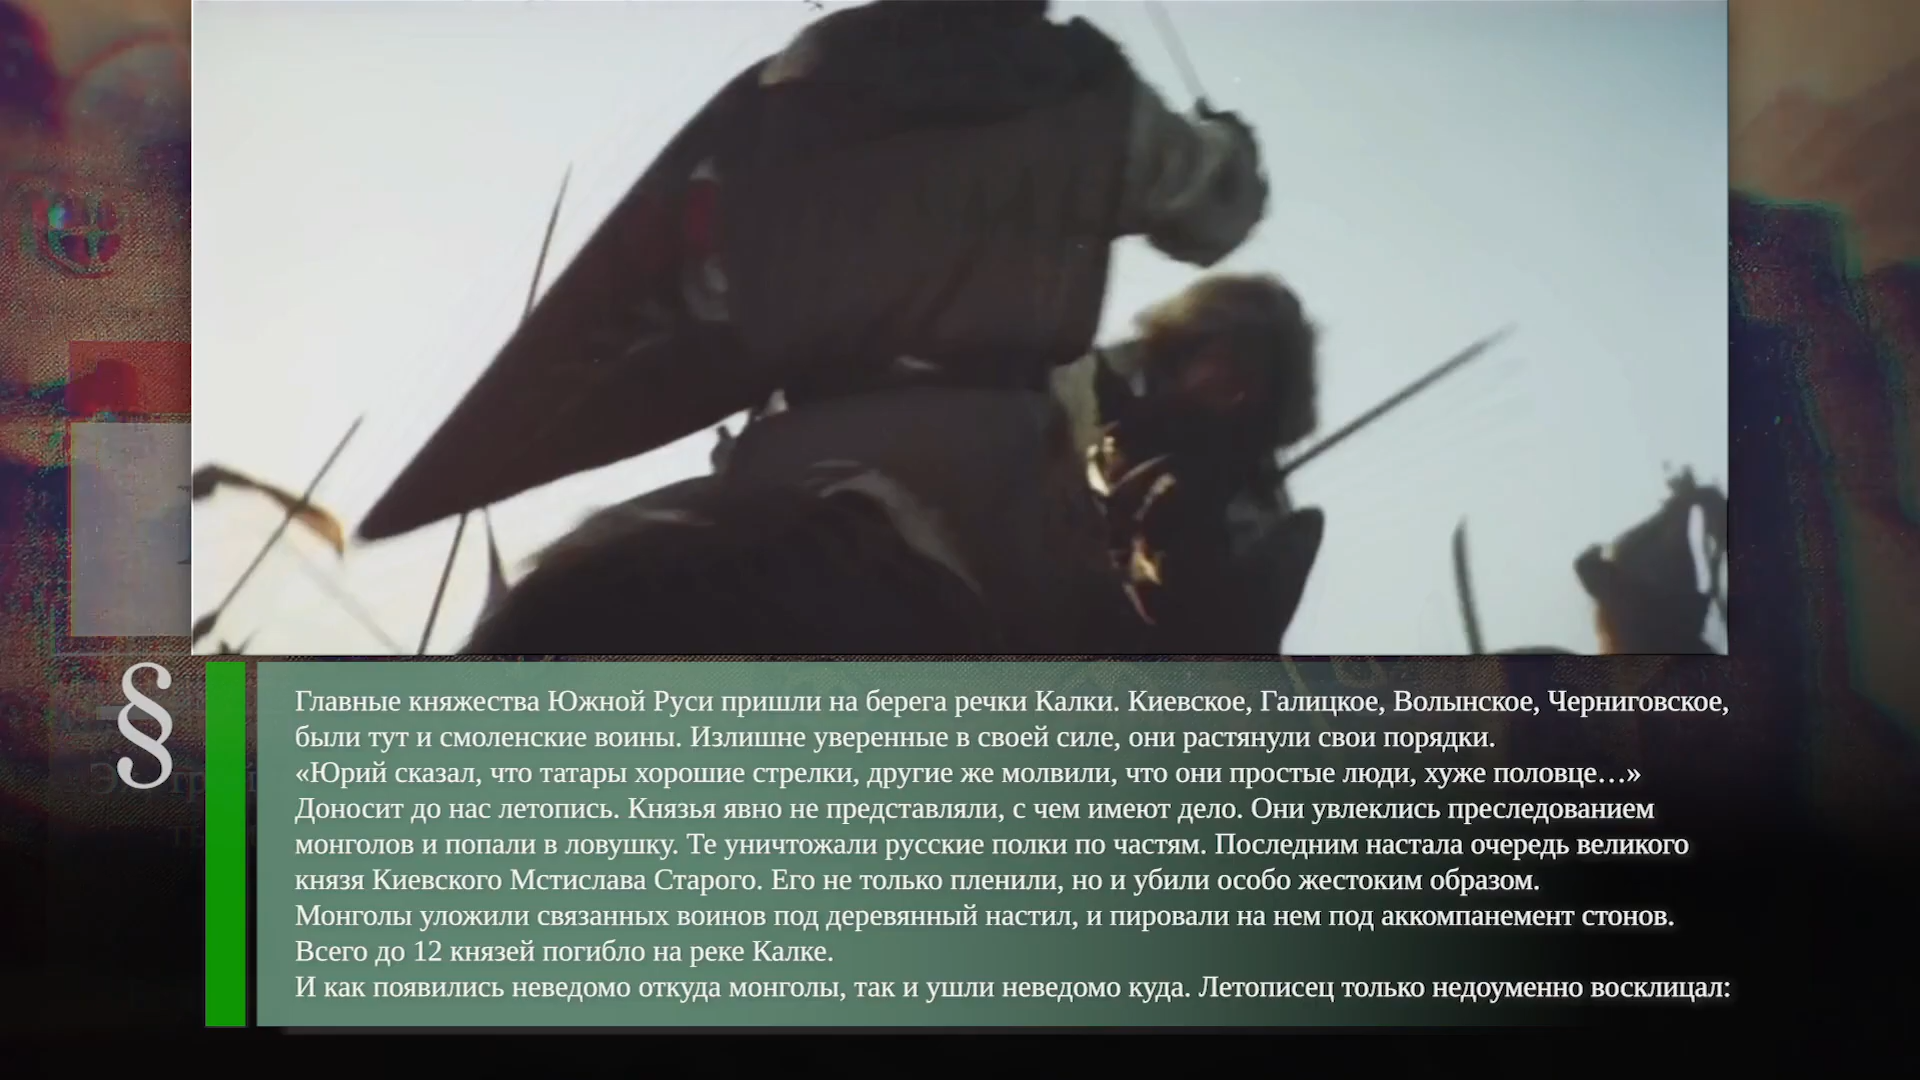 §
Главные княжества Южной Руси пришли на берега речки Калки. Киевское, Галицкое, Волынское, Черниговское,
были тут и смоленские воины. Излишне уверенные в своей силе, они растянули свои порядки.
«Юрий сказал, что татары хорошие стрелки, другие же молвили, что они простые люди, хуже половце…»
Доносит до нас летопись. Князья явно не представляли, с чем имеют дело. Они увлеклись преследованием
монголов и попали в ловушку. Те уничтожали русские полки по частям. Последним настала очередь великого
князя Киевского Мстислава Старого. Его не только пленили, но и убили особо жестоким образом.
Монголы уложили связанных воинов под деревянный настил, и пировали на нем под аккомпанемент стонов.
Всего до 12 князей погибло на реке Калке.
И как появились неведомо откуда монголы, так и ушли неведомо куда. Летописец только недоуменно восклицал: